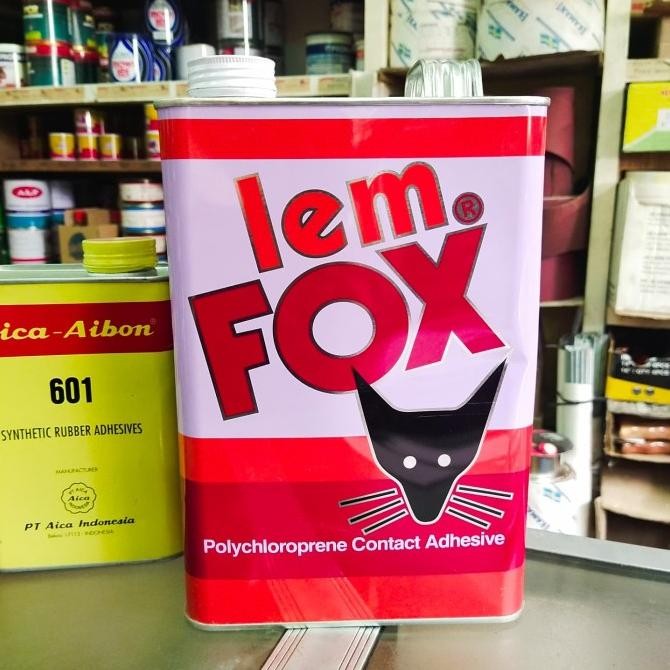 lem®
FOX
Polychloroprene Contact Adhesive
ica-Aibon®
601
SYNTHETIC RUBBER ADHESIVES
MANUFACTURER
Aica
PT Aica Indonesia